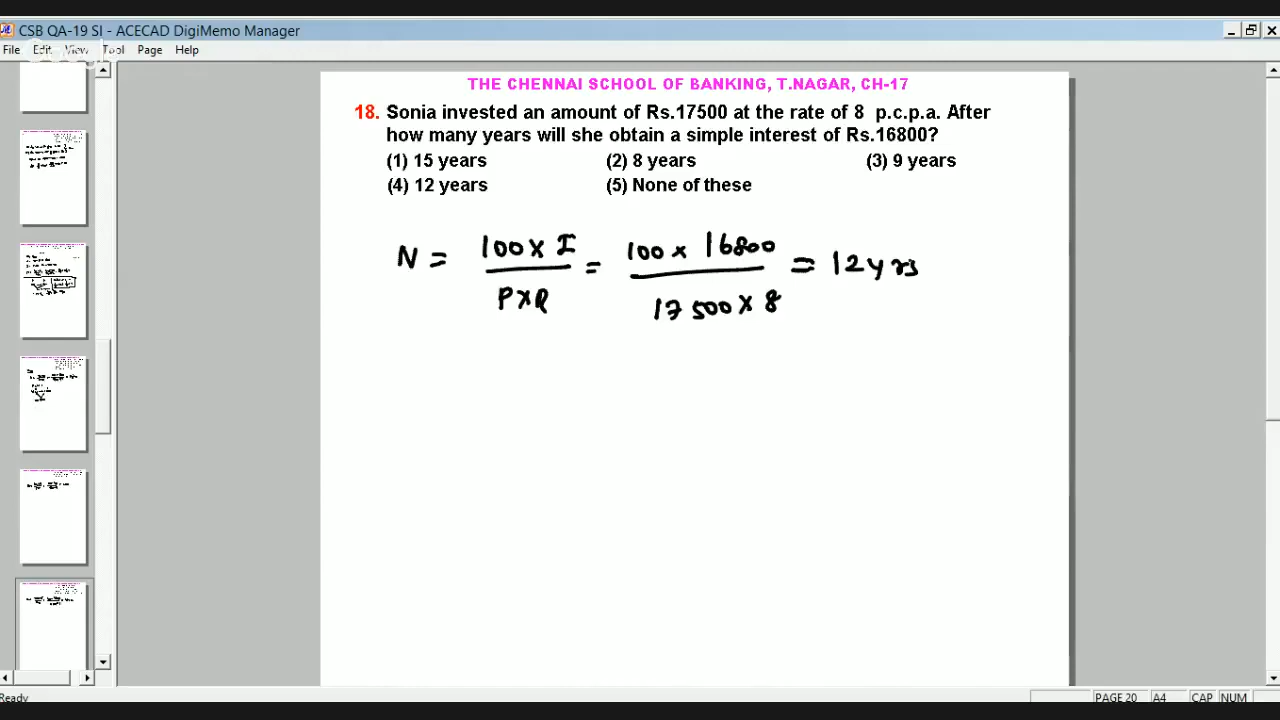 CSB QA-19 SI - ACECAD DigiMemo Manager
File Edit View Tool Page Help
THE CHENNAI SCHOOL OF BANKING, T.NAGAR, CH-17
18. Sonia invested an amount of Rs.17500 at the rate of 8 p.c.p.a. After
how many years will she obtain a simple interest of Rs.16800?
(1) 15 years (2) 8 years (3) 9 years
(4) 12 years (5) None of these
N = 100 x I / P x R = 100 x 16800 / 17500 x 8 = 12 yrs
Ready PAGE 20 A4 CAP NUM